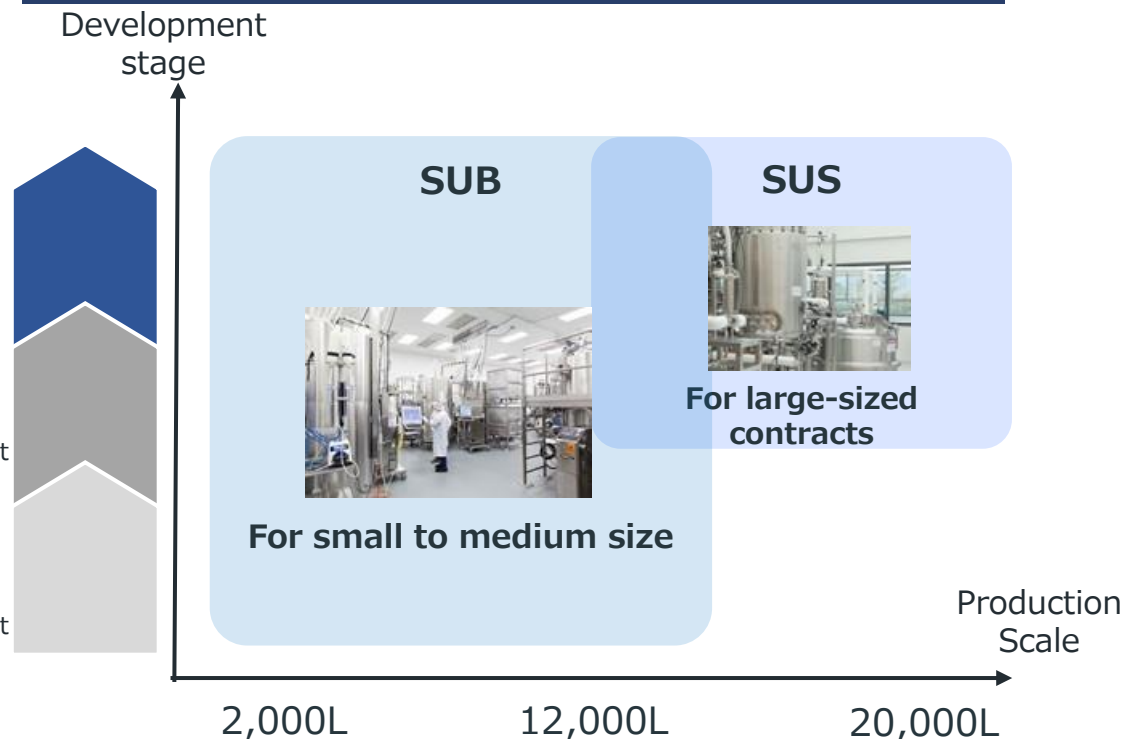 Development
stage
SUB
SUS
For large-sized
contracts
For small to medium size
Production
Scale
2,000L
12,000L
20,000L